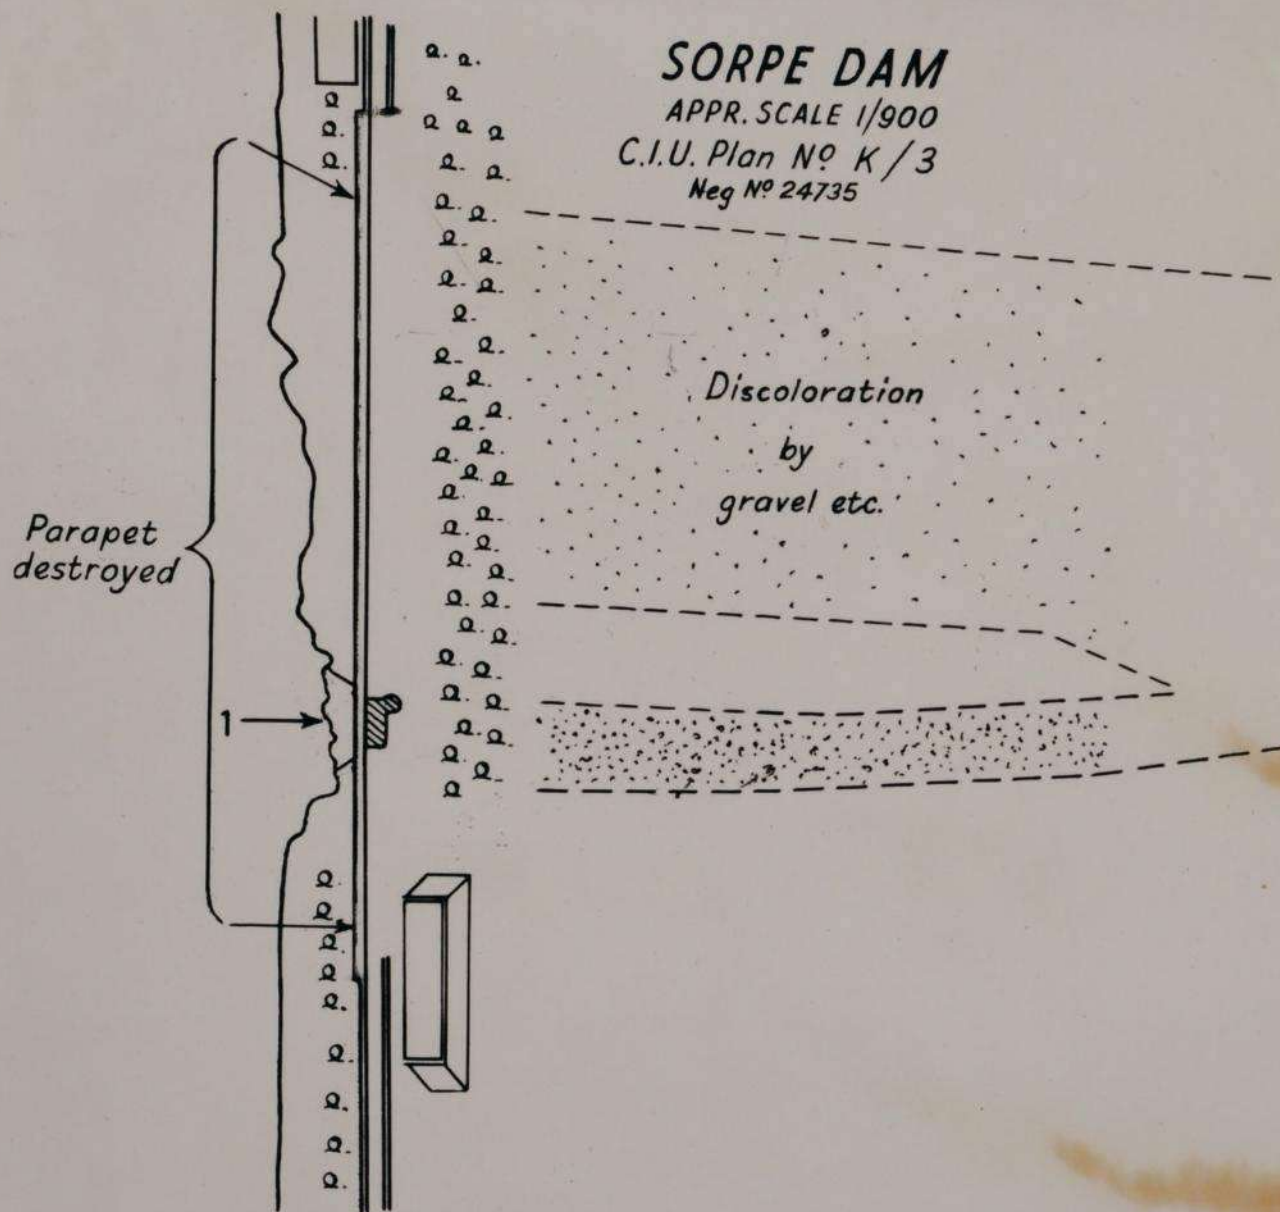 SORPE DAM
APPR. SCALE 1/900
C.I.U. Plan Nº K/3
Neg Nº 24735
Discoloration
by
gravel etc.
Parapet
destroyed
1